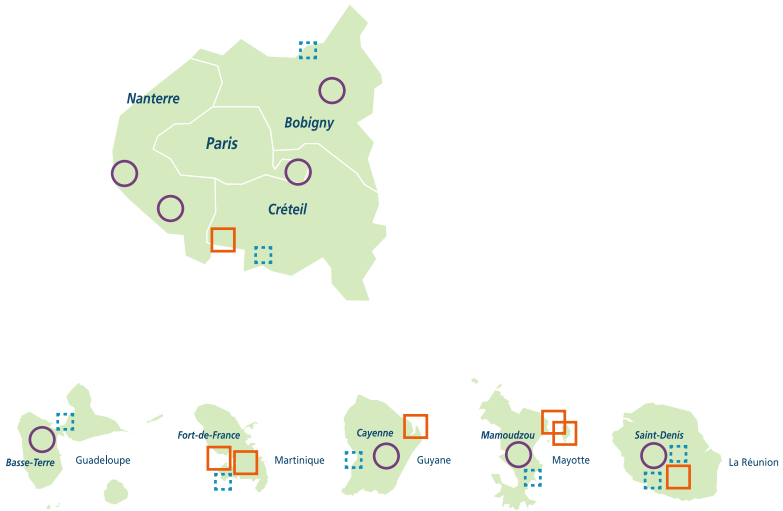 Nanterre
Bobigny
Paris
Créteil
Fort-de-France
Cayenne
Mamoudzou
Saint-Denis
Basse-Terre
Guadeloupe
Martinique
Guyane
Mayotte
La Réunion